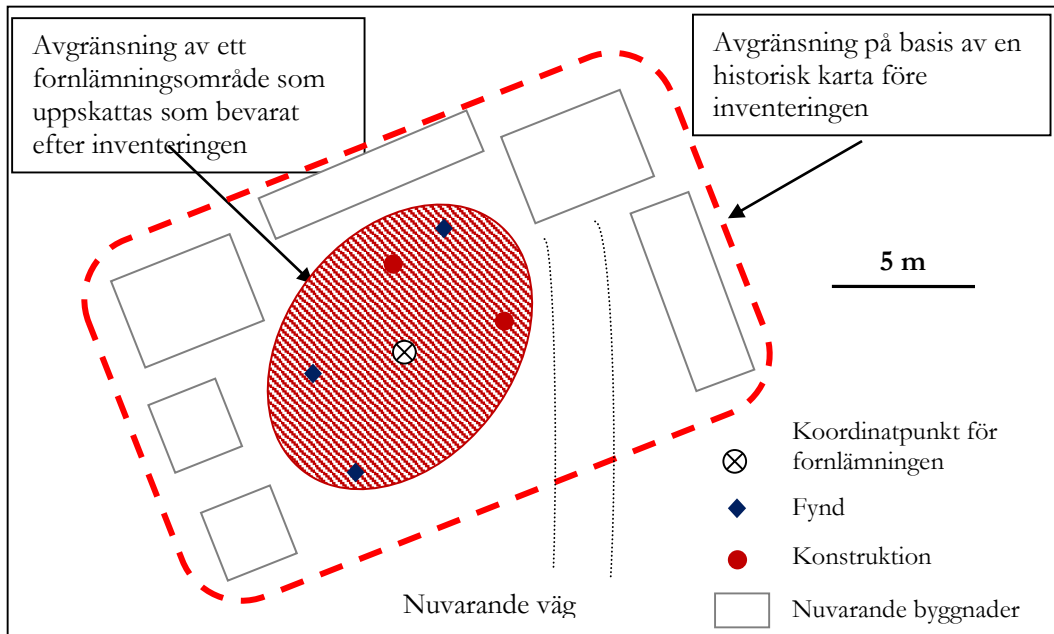 Avgränsning av ett
fornlämningsområde som
uppskattas som bevarat
efter inventeringen
Avgränsning på basis av en
historisk karta före
inventeringen
5 m
Koordinatpunkt för
fornlämningen
Fynd
Konstruktion
Nuvarande byggnader
Nuvarande väg